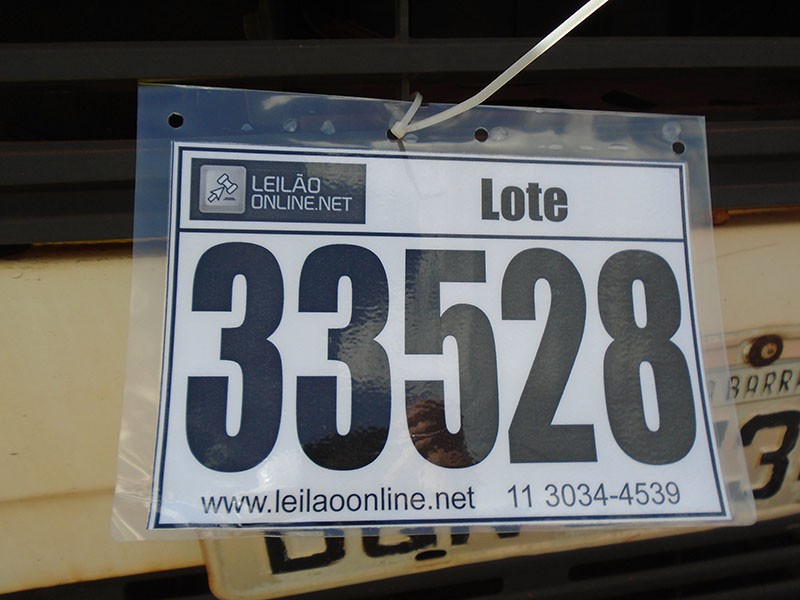 LEILÃO
ONLINE.NET
Lote
33528
www.leilaoonline.net 11 3034-4539
BARRA